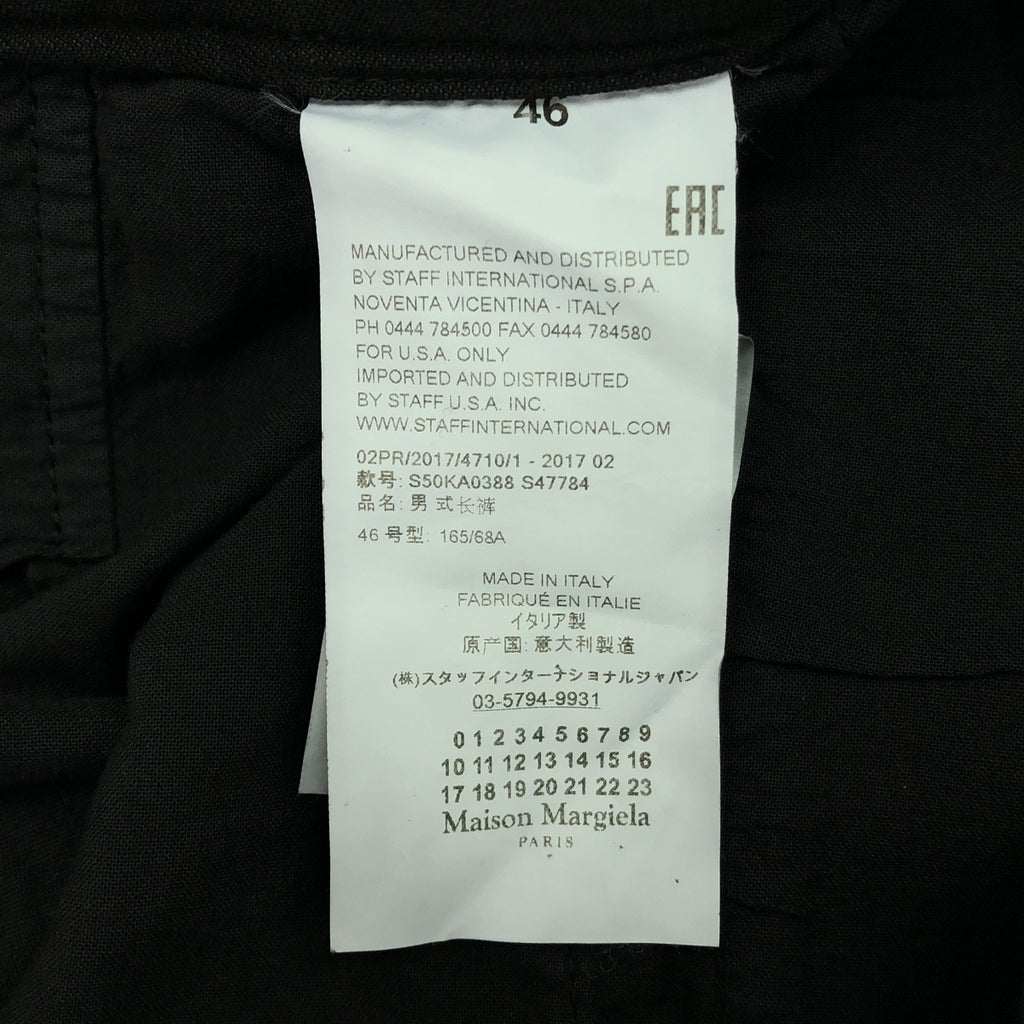 46
EAC
MANUFACTURED AND DISTRIBUTED
BY STAFF INTERNATIONAL S.P.A.
NOVENTA VICENTINA - ITALY
PH 0444 784500 FAX 0444 784580
FOR U.S.A. ONLY
IMPORTED AND DISTRIBUTED
BY STAFF U.S.A. INC.
WWW.STAFFINTERNATIONAL.COM
02PR/2017/4710/1 - 2017 02
款号: S50KA0388 S47784
品名: 男 式长裤
46 号型: 165/68A
MADE IN ITALY
FABRIQUÉ EN ITALIE
イタリア製
原产国: 意大利製造
(株)スタッフインターナショナルジャパン
03-5794-9931
0 1 2 3 4 5 6 7 8 9
10 11 12 13 14 15 16
17 18 19 20 21 22 23
Maison Margiela
PARIS